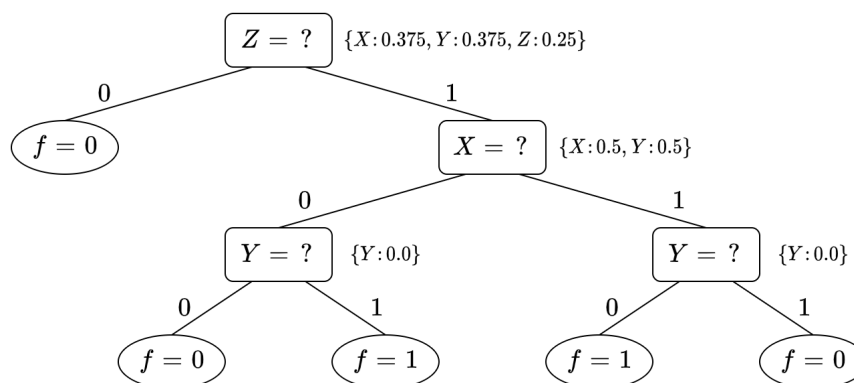 Z = ? {X:0.375, Y:0.375, Z:0.25}
0 1
f = 0
X = ? {X:0.5, Y:0.5}
0 1
Y = ? {Y:0.0}
Y = ? {Y:0.0}
0 1 0 1
f = 0 f = 1 f = 1 f = 0